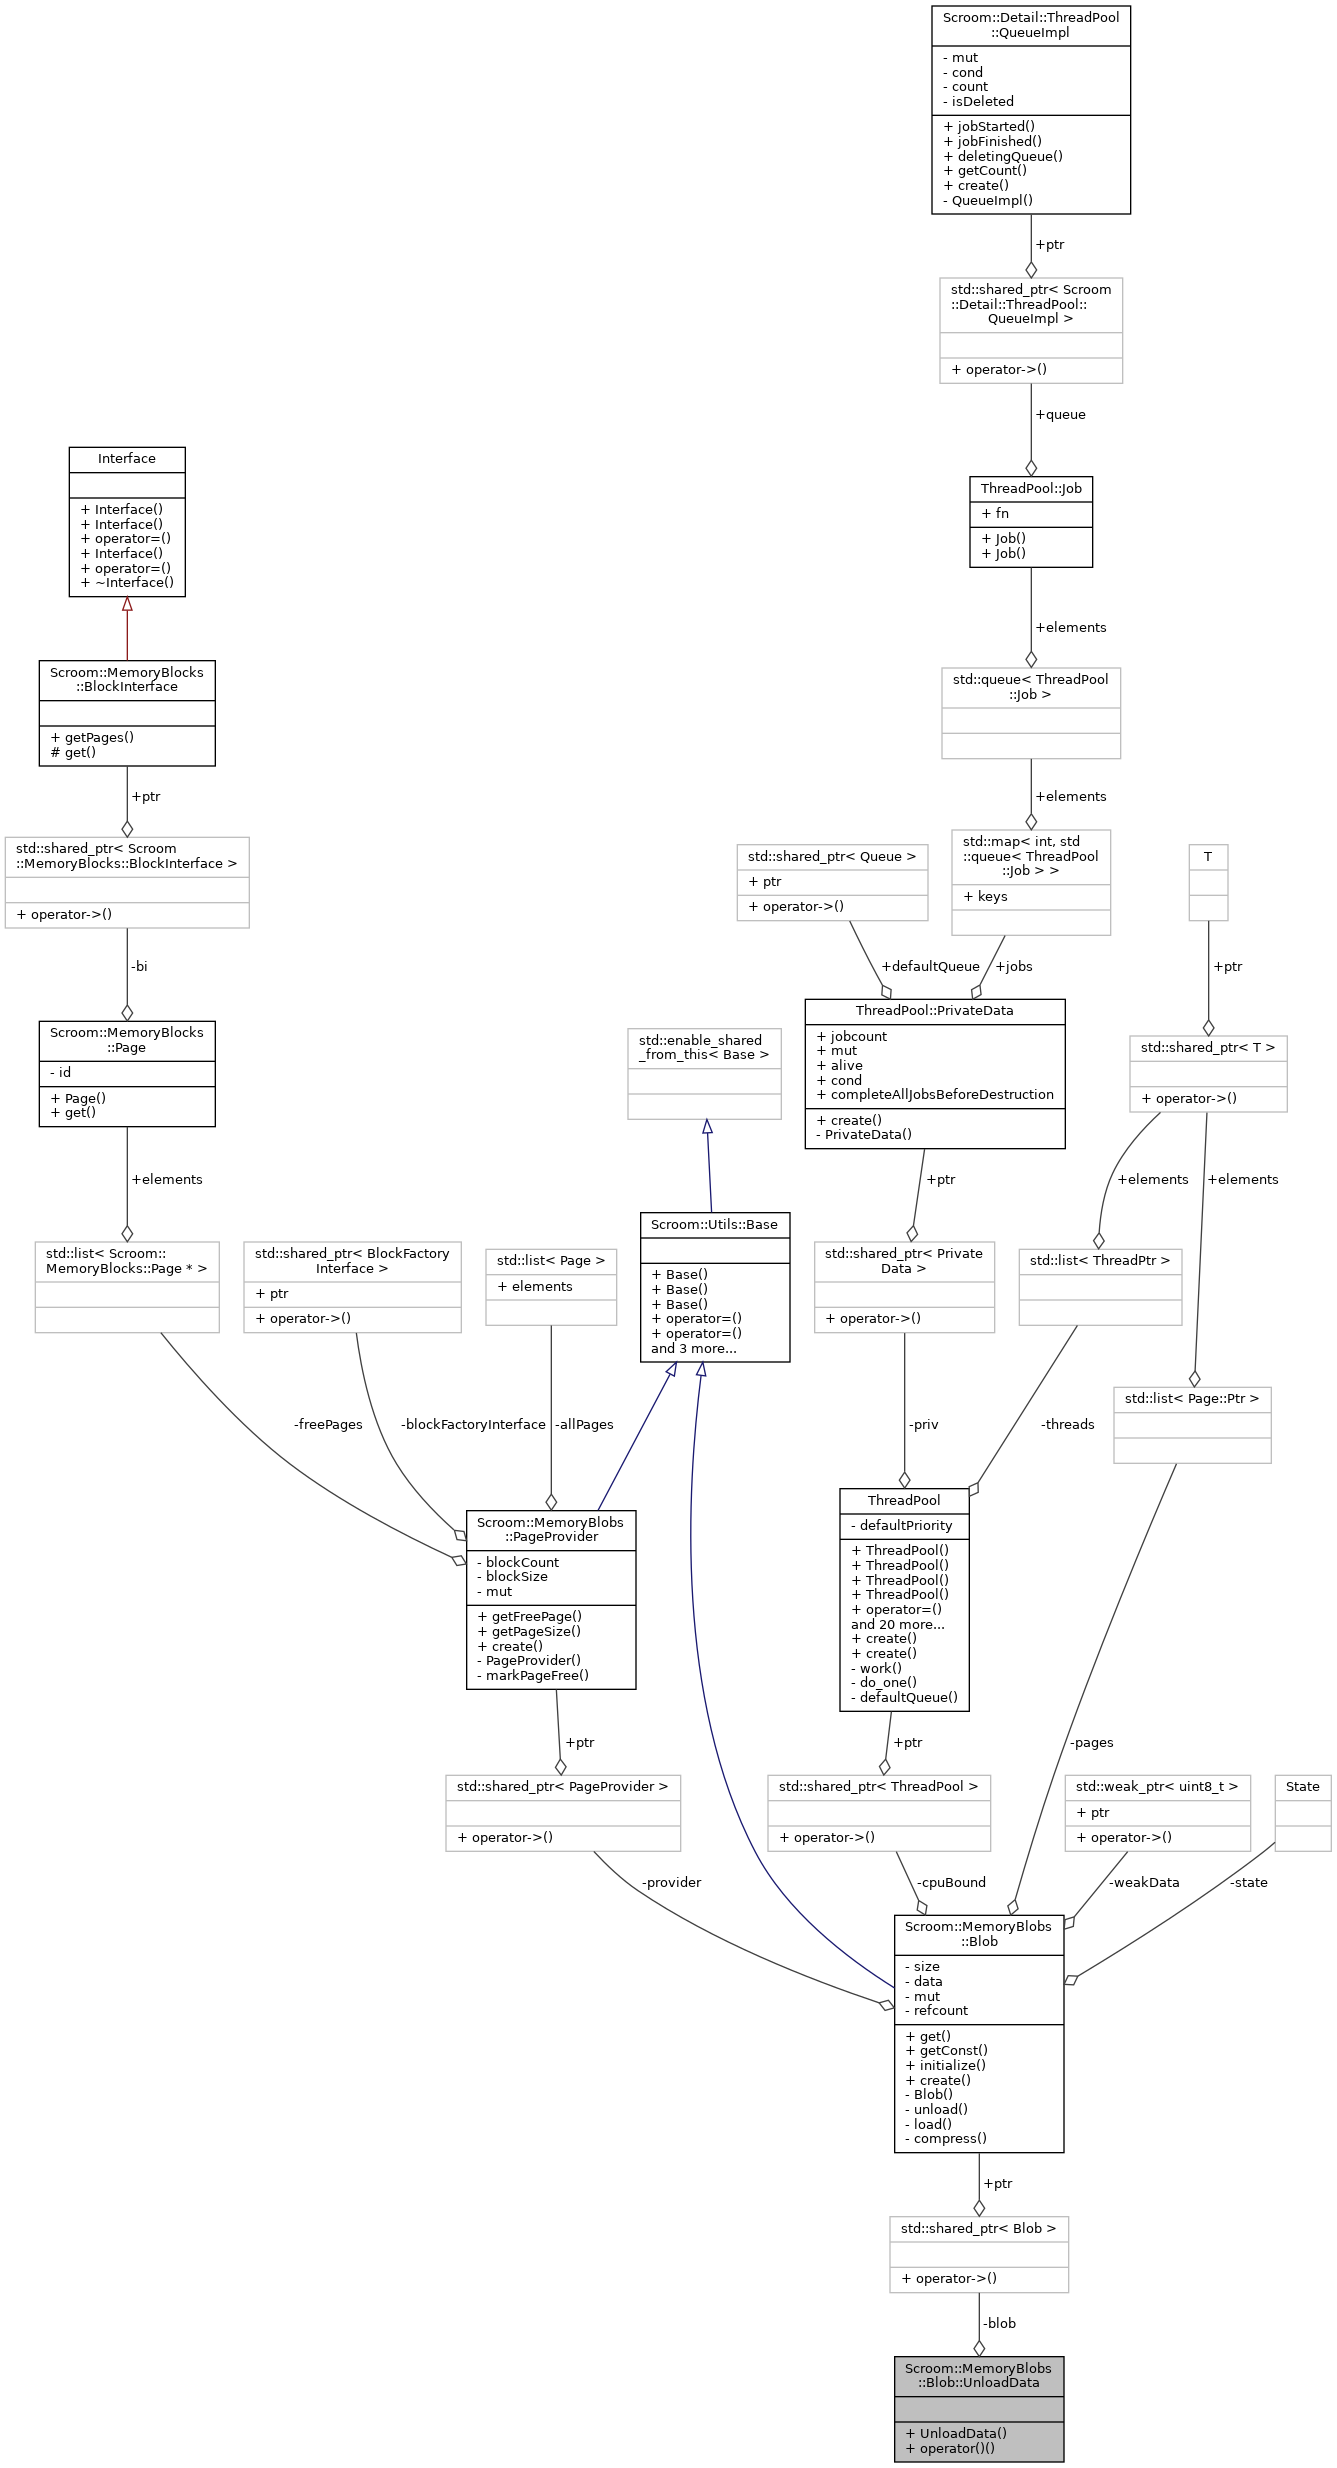 Scroom::Detail::ThreadPool
::QueueImpl
- mut
- cond
- count
- isDeleted
+ jobStarted()
+ jobFinished()
+ deletingQueue()
+ getCount()
+ create()
- QueueImpl()
+ptr
std::shared_ptr< Scroom
::Detail::ThreadPool::
QueueImpl >
+ operator->()
+queue
Interface
+ Interface()
+ Interface()
+ operator=()
+ Interface()
+ operator=()
+ ~Interface()
ThreadPool::Job
+ fn
+ Job()
+ Job()
+elements
Scroom::MemoryBlocks
::BlockInterface
+ getPages()
# get()
+ptr
std::queue< ThreadPool
::Job >
+elements
std::shared_ptr< Scroom
::MemoryBlocks::BlockInterface >
+ operator->()
-bi
std::shared_ptr< Queue >
+ ptr
+ operator->()
+defaultQueue
std::map< int, std
::queue< ThreadPool
::Job > >
+ keys
+jobs
T
+ptr
Scroom::MemoryBlocks
::Page
- id
+ Page()
+ get()
+elements
std::enable_shared
_from_this< Base >
ThreadPool::PrivateData
+ jobcount
+ mut
+ alive
+ cond
+ completeAllJobsBeforeDestruction
+ create()
- PrivateData()
+ptr
std::shared_ptr< T >
+ operator->()
+elements
+elements
std::list< Scroom::
MemoryBlocks::Page * >
-freePages
std::shared_ptr< BlockFactory
Interface >
+ ptr
+ operator->()
-blockFactoryInterface
std::list< Page >
+ elements
-allPages
Scroom::Utils::Base
+ Base()
+ Base()
+ Base()
+ operator=()
+ operator=()
and 3 more...
std::shared_ptr< Private
Data >
+ operator->()
-priv
std::list< ThreadPtr >
-threads
std::list< Page::Ptr >
-pages
Scroom::MemoryBlobs
::PageProvider
- blockCount
- blockSize
- mut
+ getFreePage()
+ getPageSize()
+ create()
- PageProvider()
- markPageFree()
+ptr
ThreadPool
- defaultPriority
+ ThreadPool()
+ ThreadPool()
+ ThreadPool()
+ ThreadPool()
+ operator=()
and 20 more...
+ create()
+ create()
- work()
- do_one()
- defaultQueue()
+ptr
std::shared_ptr< PageProvider >
+ operator->()
-provider
std::shared_ptr< ThreadPool >
+ operator->()
-cpuBound
std::weak_ptr< uint8_t >
+ ptr
+ operator->()
-weakData
State
-state
Scroom::MemoryBlobs
::Blob
- size
- data
- mut
- refcount
+ get()
+ getConst()
+ initialize()
+ create()
- Blob()
- unload()
- load()
- compress()
+ptr
std::shared_ptr< Blob >
+ operator->()
-blob
Scroom::MemoryBlobs
::Blob::UnloadData
+ UnloadData()
+ operator()()